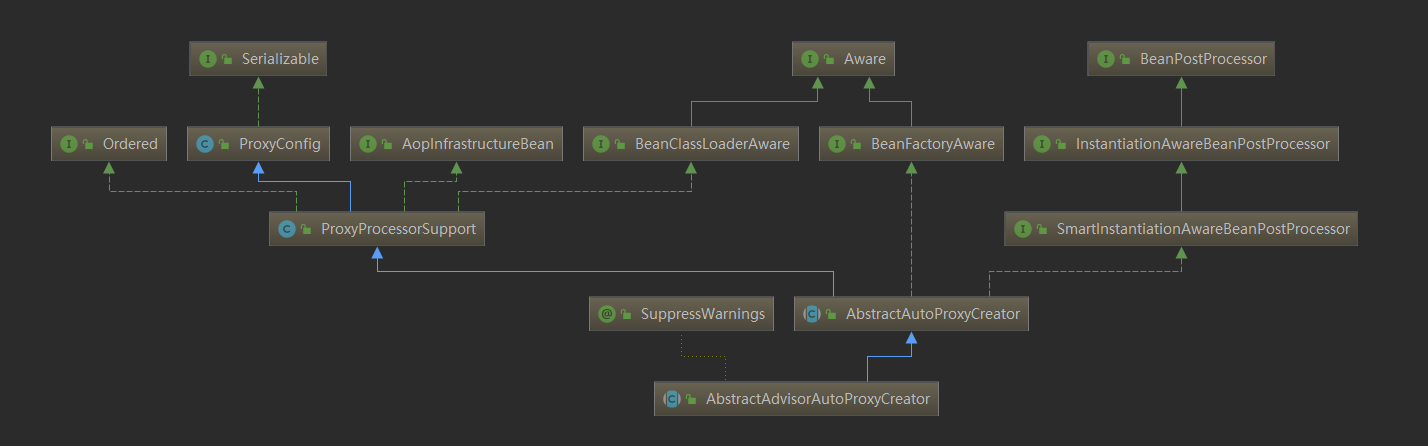 Serializable
Aware
BeanPostProcessor
Ordered
ProxyConfig
AopInfrastructureBean
BeanClassLoaderAware
BeanFactoryAware
InstantiationAwareBeanPostProcessor
ProxyProcessorSupport
SmartInstantiationAwareBeanPostProcessor
SuppressWarnings
AbstractAutoProxyCreator
AbstractAdvisorAutoProxyCreator